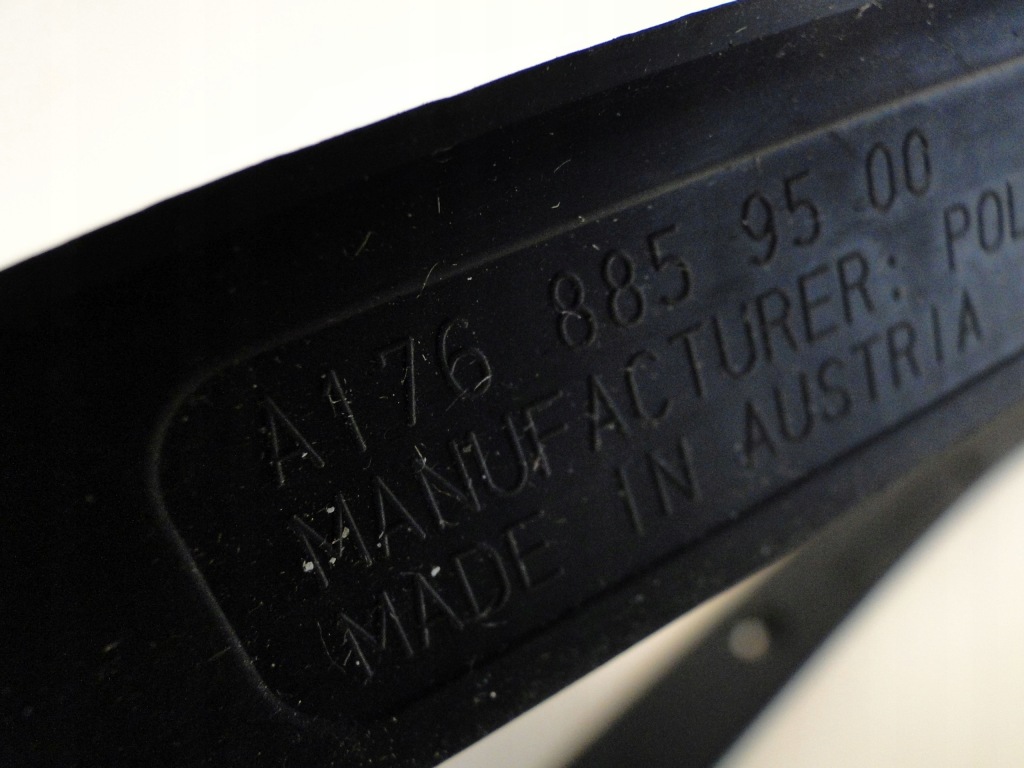 A176 885 95 00
MANUFACTURER: POL
MADE IN AUSTRIA